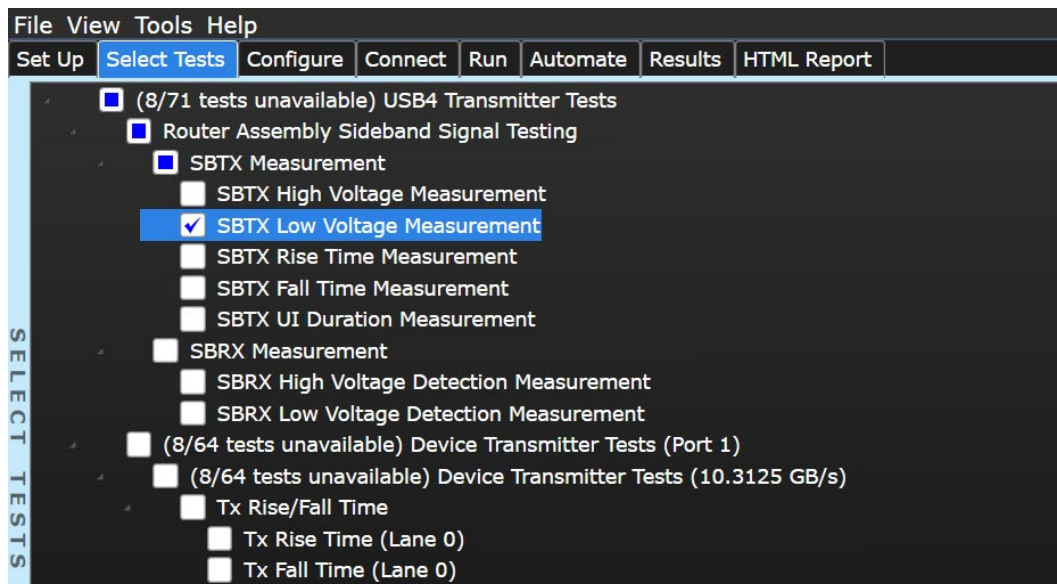 File View Tools Help
Set Up Select Tests Configure Connect Run Automate Results HTML Report
(8/71 tests unavailable) USB4 Transmitter Tests
Router Assembly Sideband Signal Testing
SBTX Measurement
SBTX High Voltage Measurement
SBTX Low Voltage Measurement
SBTX Rise Time Measurement
SBTX Fall Time Measurement
SBTX UI Duration Measurement
SBRX Measurement
SBRX High Voltage Detection Measurement
SBRX Low Voltage Detection Measurement
(8/64 tests unavailable) Device Transmitter Tests (Port 1)
(8/64 tests unavailable) Device Transmitter Tests (10.3125 GB/s)
Tx Rise/Fall Time
Tx Rise Time (Lane 0)
Tx Fall Time (Lane 0)
SELECT TESTS